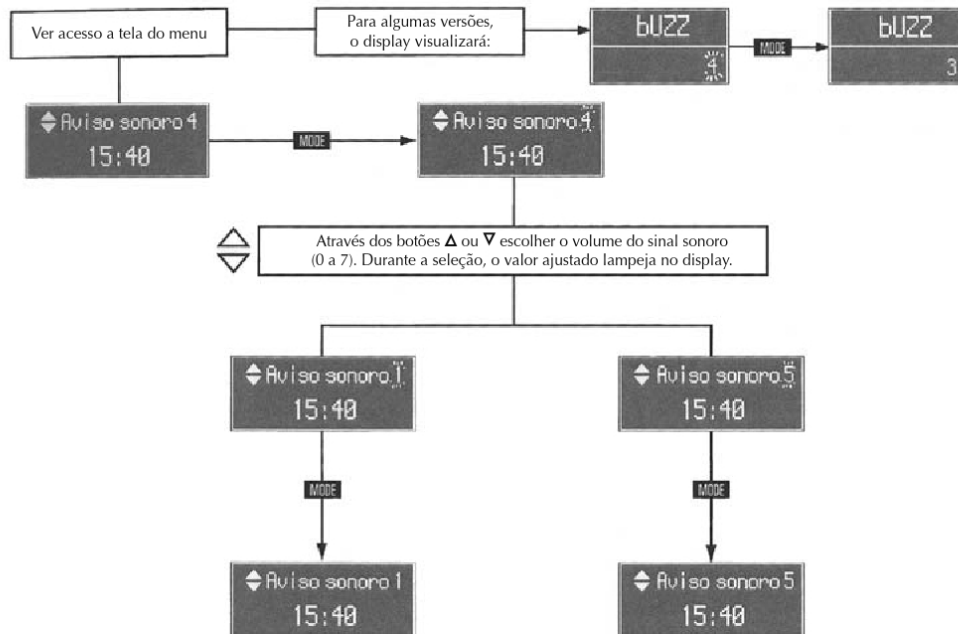 Ver acesso a tela do menu
Para algumas versões,
o display visualizará:
bUZZ
4
MODE
bUZZ
3
Aviso sonoro 4
15:40
MODE
Aviso sonoro 4
15:40
Através dos botões Δ ou ∇ escolher o volume do sinal sonoro
(0 a 7). Durante a seleção, o valor ajustado lampeja no display.
Aviso sonoro 1
15:40
Aviso sonoro 5
15:40
MODE
MODE
Aviso sonoro 1
15:40
Aviso sonoro 5
15:40